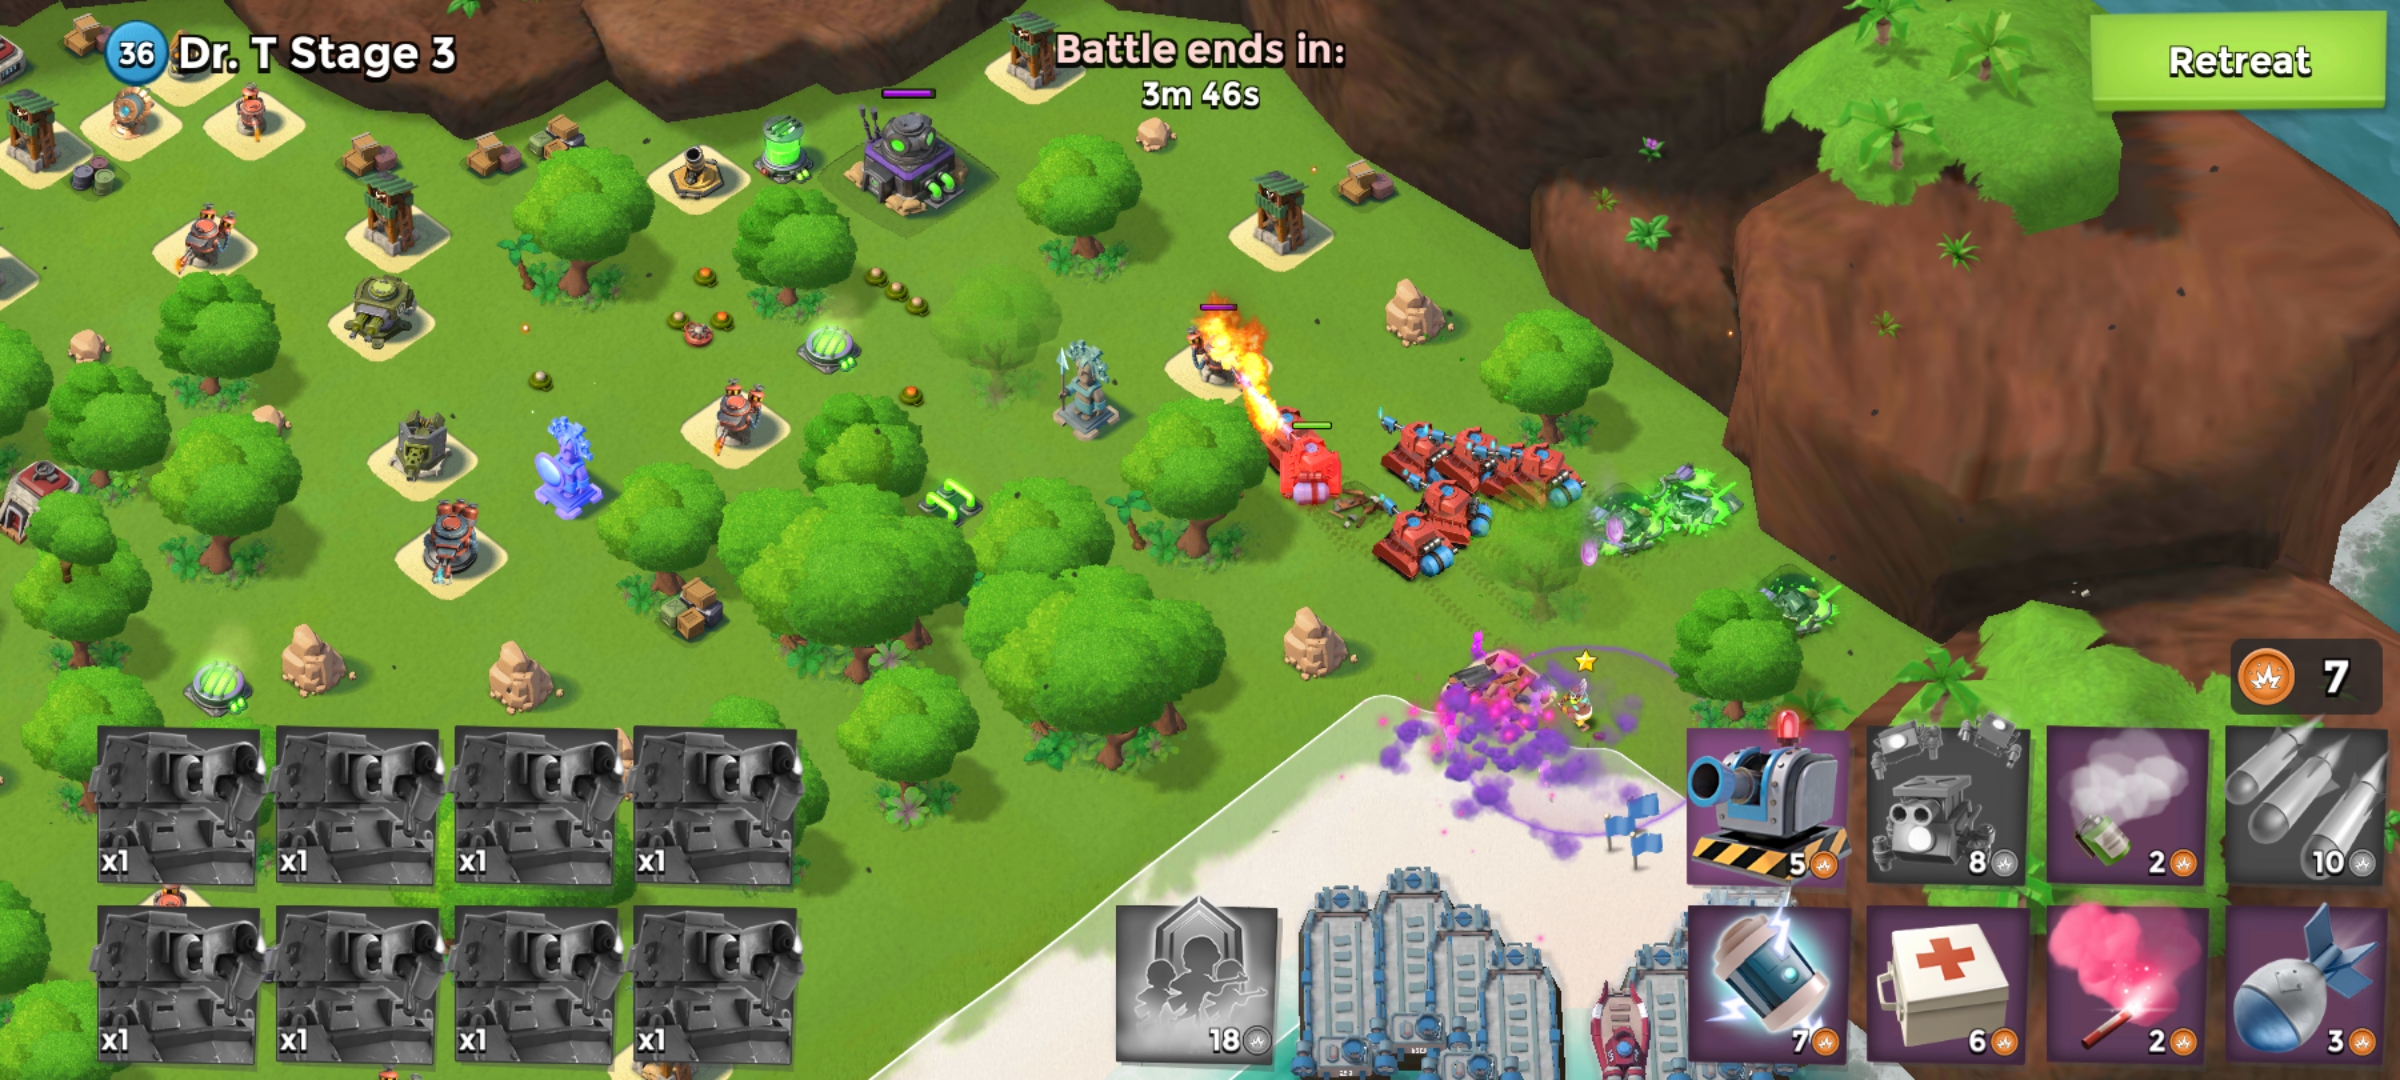 36 Dr. T Stage 3
Battle ends in:
3m 46s
Retreat
7
x1 x1 x1 x1
5 8 2 10
x1 x1 x1 x1
18 7 6 2 3